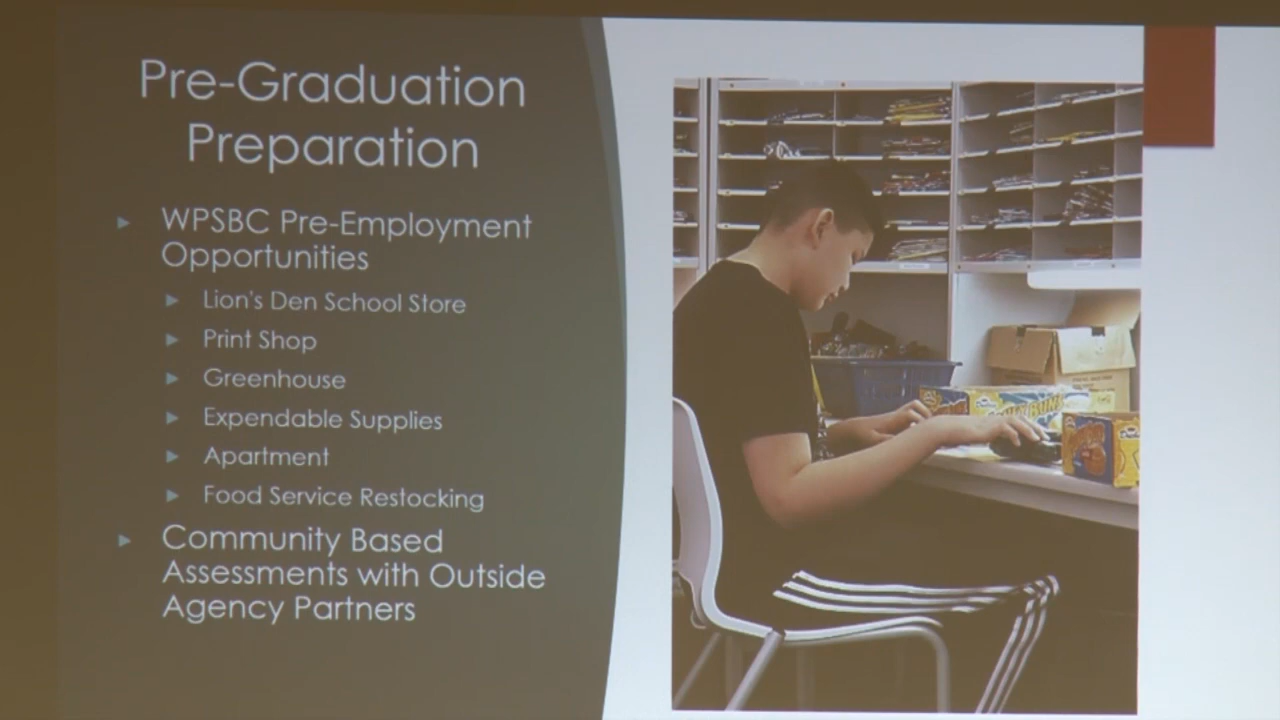 Pre-Graduation
Preparation
WPSBC Pre-Employment
Opportunities
Lion's Den School Store
Print Shop
Greenhouse
Expendable Supplies
Apartment
Food Service Restocking
Community Based
Assessments with Outside
Agency Partners